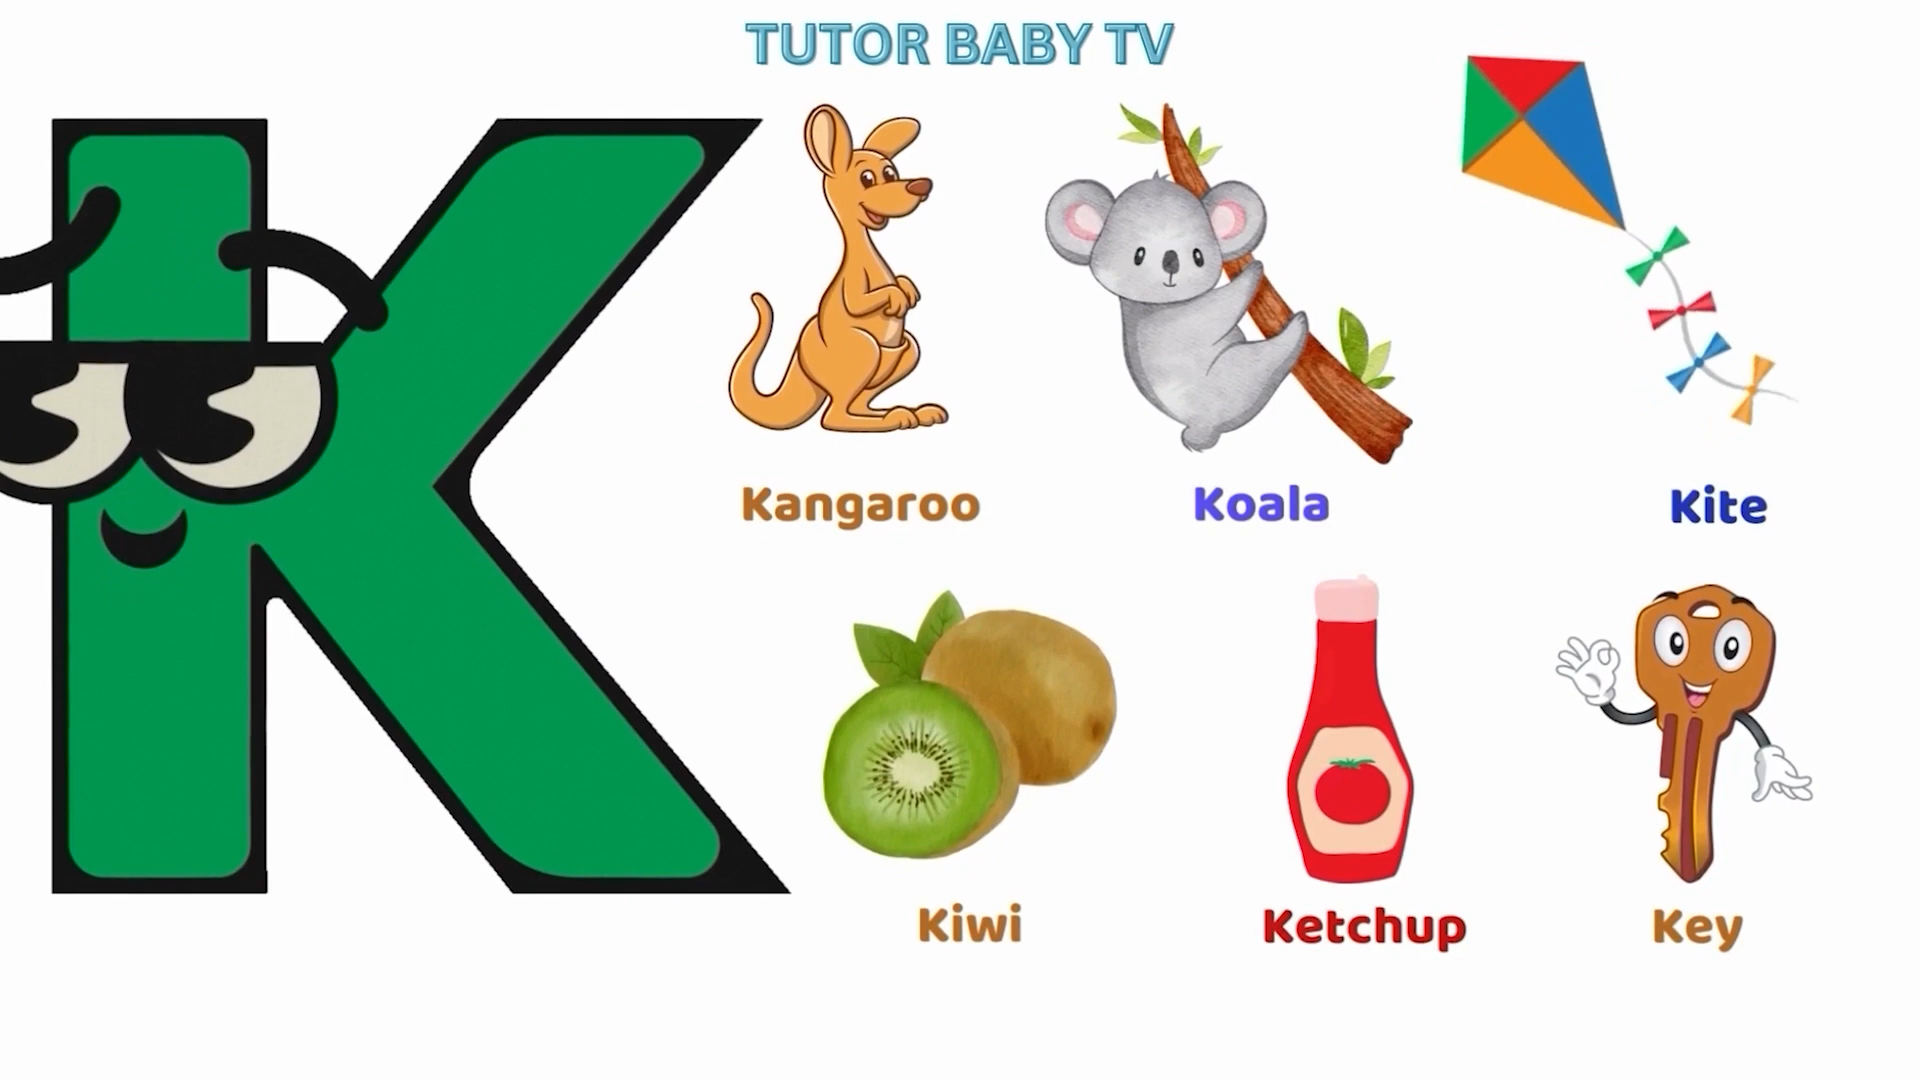 TUTOR BABY TV
K
Kangaroo
Koala
Kite
Kiwi
Ketchup
Key